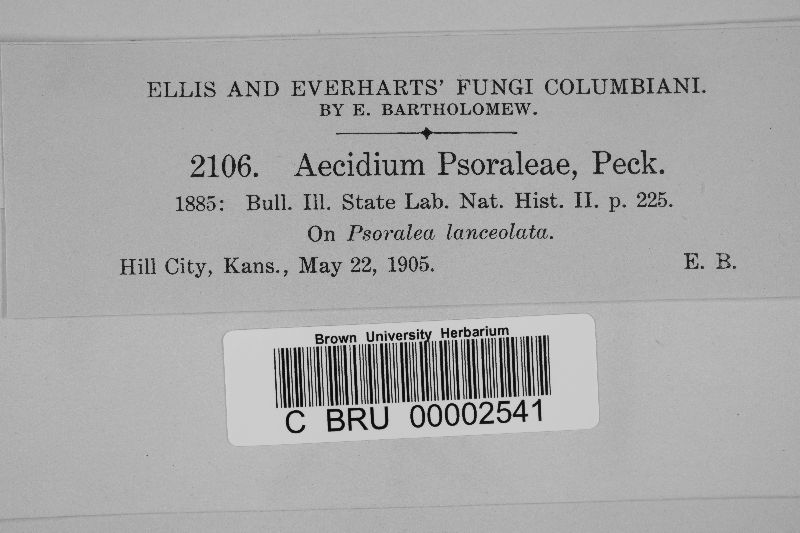 ELLIS AND EVERHARTS' FUNGI COLUMBIANI.
BY E. BARTHOLOMEW.
2106. Aecidium Psoraleae, Peck.
1885: Bull. Ill. State Lab. Nat. Hist. II. p. 225.
On Psoralea lanceolata.
Hill City, Kans., May 22, 1905. E. B.
Brown University Herbarium
C BRU 00002541